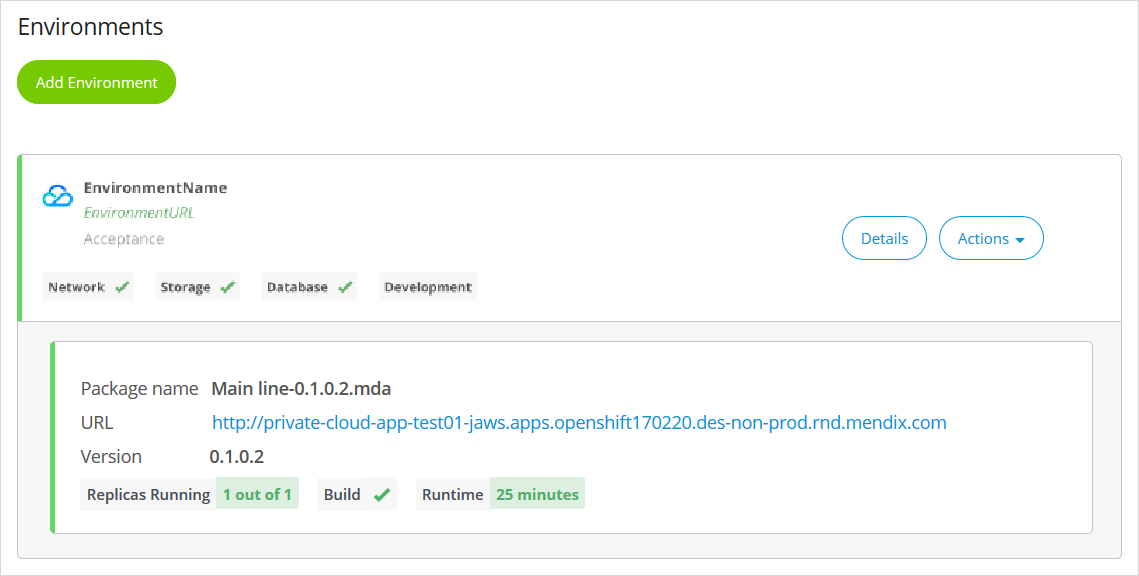 Environments
Add Environment
EnvironmentName
EnvironmentURL
Acceptance
Details Actions
Network Storage Database Development
Package name Main line-0.1.0.2.mda
URL http://private-cloud-app-test01-jaws.apps.openshift170220.des-non-prod.rnd.mendix.com
Version 0.1.0.2
Replicas Running 1 out of 1 Build Runtime 25 minutes